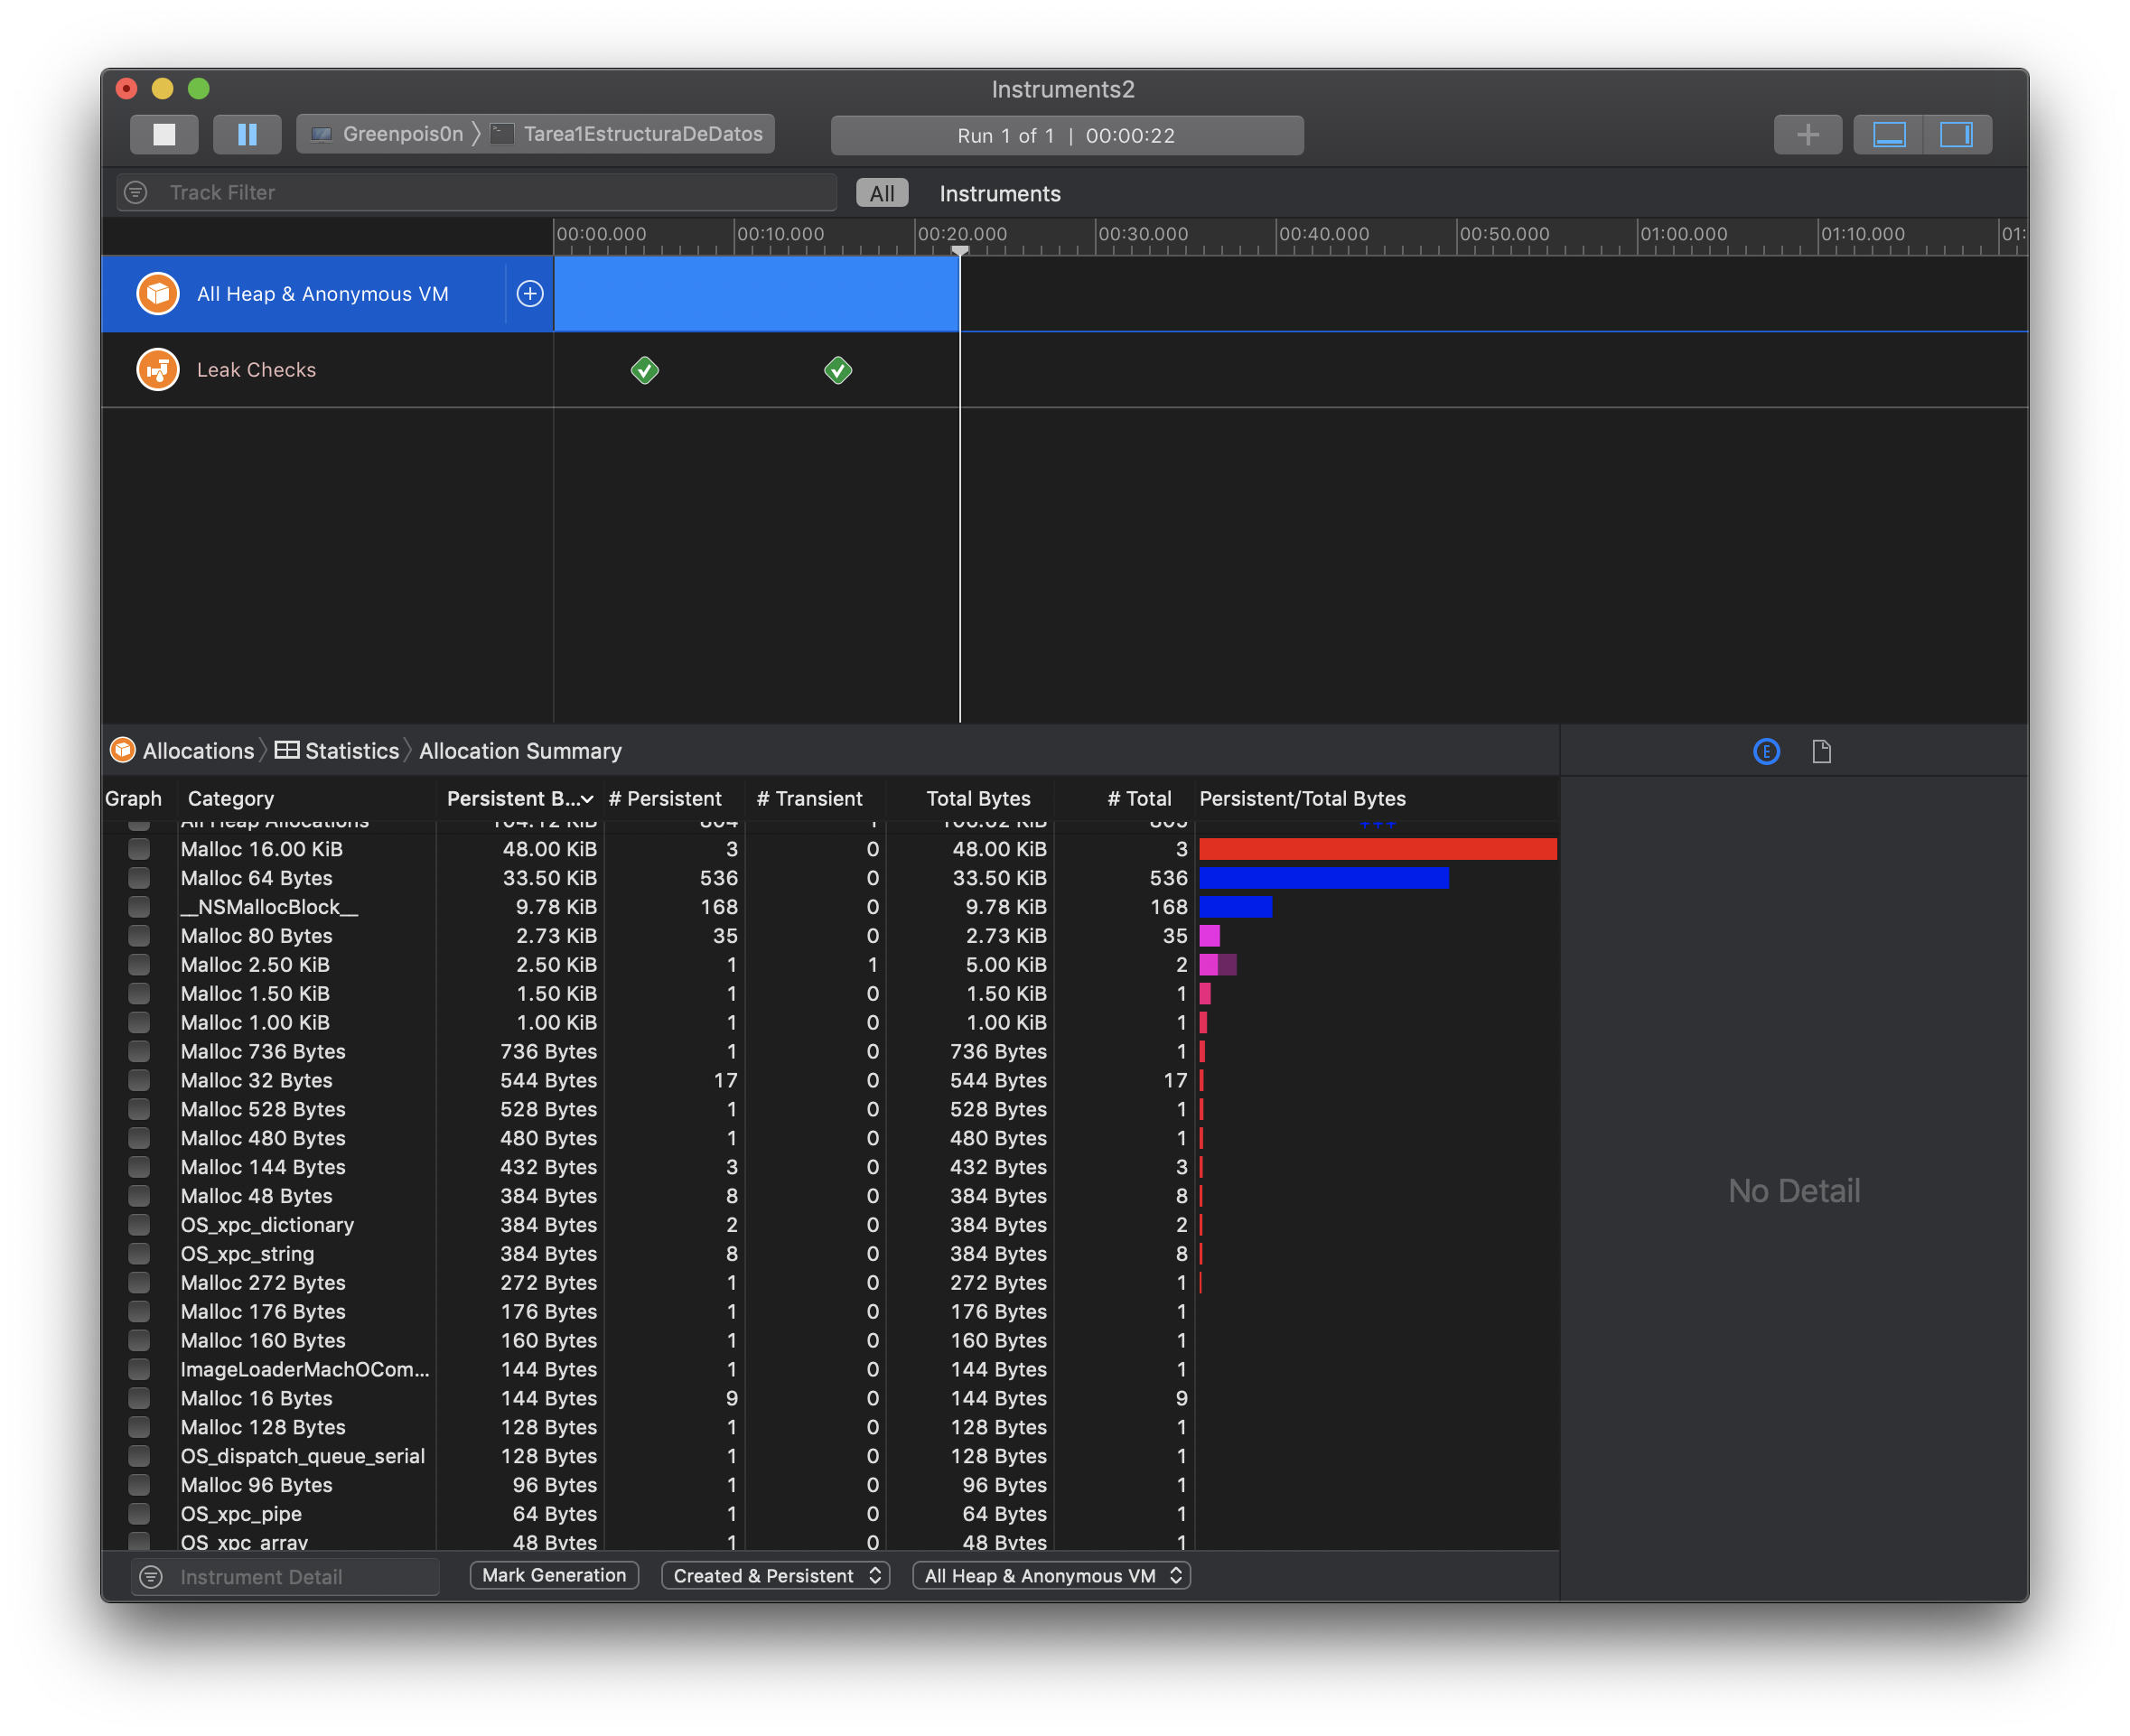 Instruments2
Greenpois0n Tarea1EstructuraDeDatos Run 1 of 1 | 00:00:22
Track Filter All Instruments
00:00.000 00:10.000 00:20.000 00:30.000 00:40.000 00:50.000 01:00.000 01:10.000 01:
All Heap & Anonymous VM
Leak Checks
Allocations Statistics Allocation Summary
Graph Category Persistent B... # Persistent # Transient Total Bytes # Total Persistent/Total Bytes
All Heap Allocations 104.12 KiB 804 1 106.62 KiB 805 +++
Malloc 16.00 KiB 48.00 KiB 3 0 48.00 KiB 3
Malloc 64 Bytes 33.50 KiB 536 0 33.50 KiB 536
__NSMallocBlock__ 9.78 KiB 168 0 9.78 KiB 168
Malloc 80 Bytes 2.73 KiB 35 0 2.73 KiB 35
Malloc 2.50 KiB 2.50 KiB 1 1 5.00 KiB 2
Malloc 1.50 KiB 1.50 KiB 1 0 1.50 KiB 1
Malloc 1.00 KiB 1.00 KiB 1 0 1.00 KiB 1
Malloc 736 Bytes 736 Bytes 1 0 736 Bytes 1
Malloc 32 Bytes 544 Bytes 17 0 544 Bytes 17
Malloc 528 Bytes 528 Bytes 1 0 528 Bytes 1
Malloc 480 Bytes 480 Bytes 1 0 480 Bytes 1
Malloc 144 Bytes 432 Bytes 3 0 432 Bytes 3
Malloc 48 Bytes 384 Bytes 8 0 384 Bytes 8
OS_xpc_dictionary 384 Bytes 2 0 384 Bytes 2
OS_xpc_string 384 Bytes 8 0 384 Bytes 8
Malloc 272 Bytes 272 Bytes 1 0 272 Bytes 1
Malloc 176 Bytes 176 Bytes 1 0 176 Bytes 1
Malloc 160 Bytes 160 Bytes 1 0 160 Bytes 1
ImageLoaderMachOCom... 144 Bytes 1 0 144 Bytes 1
Malloc 16 Bytes 144 Bytes 9 0 144 Bytes 9
Malloc 128 Bytes 128 Bytes 1 0 128 Bytes 1
OS_dispatch_queue_serial 128 Bytes 1 0 128 Bytes 1
Malloc 96 Bytes 96 Bytes 1 0 96 Bytes 1
OS_xpc_pipe 64 Bytes 1 0 64 Bytes 1
OS_xpc_array 48 Bytes 1 0 48 Bytes 1
No Detail
Instrument Detail Mark Generation Created & Persistent All Heap & Anonymous VM